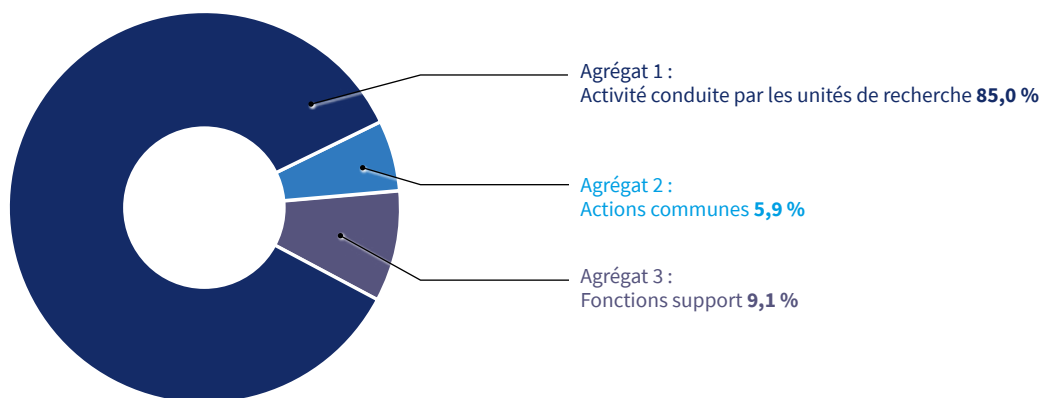 Agrégat 1 :
Activité conduite par les unités de recherche 85,0 %
Agrégat 2 :
Actions communes 5,9 %
Agrégat 3 :
Fonctions support 9,1 %